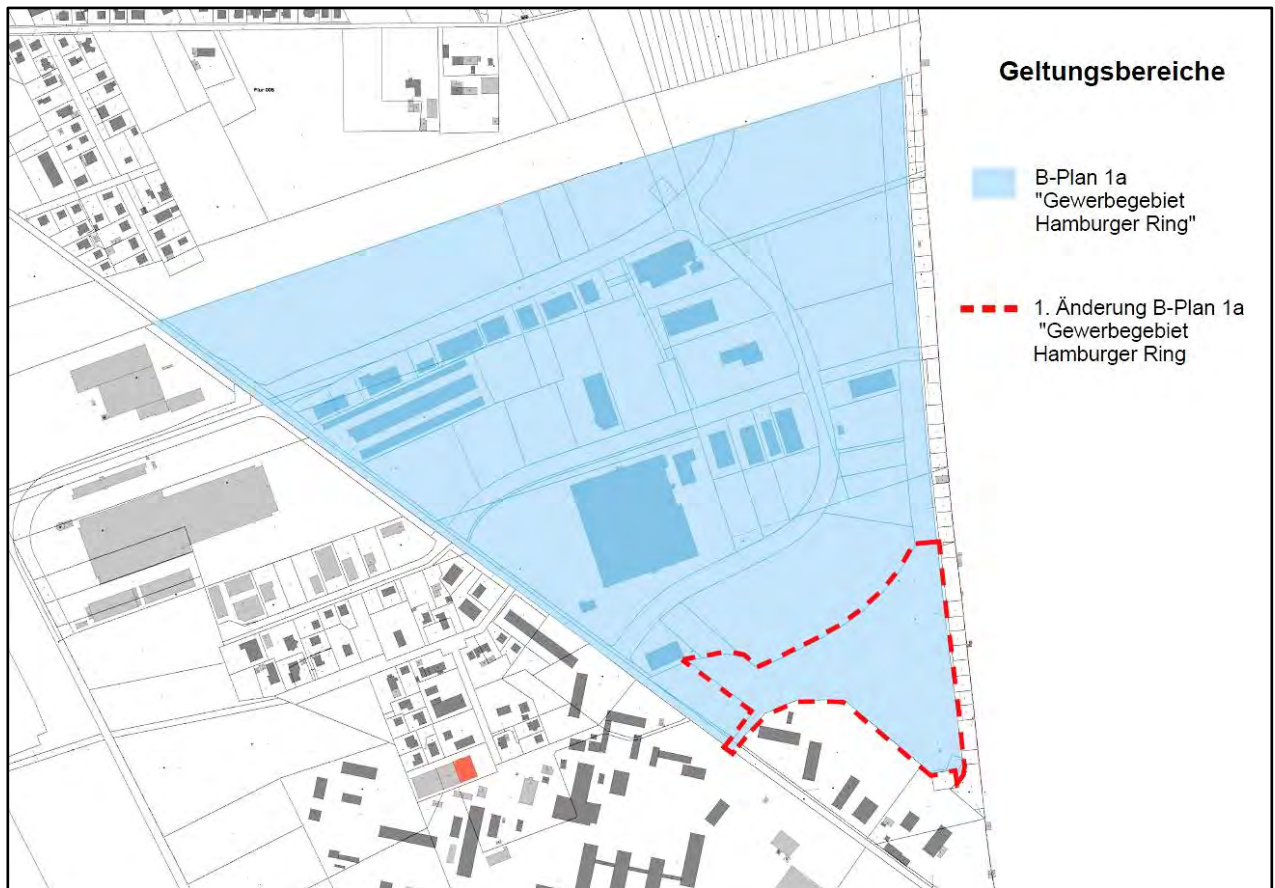 Geltungsbereiche
B-Plan 1a
"Gewerbegebiet
Hamburger Ring"
1. Änderung B-Plan 1a
"Gewerbegebiet
Hamburger Ring